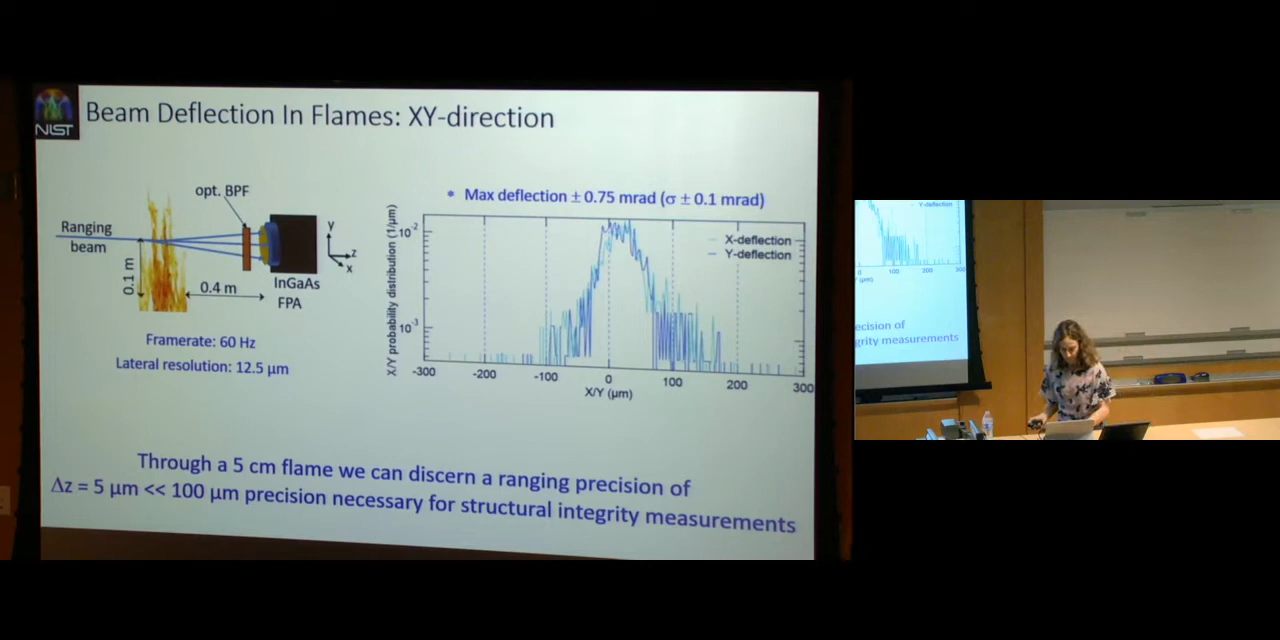 NIST
Beam Deflection In Flames: XY-direction
opt. BPF
Ranging
beam
0.1 m
0.4 m
InGaAs
FPA
y
z
x
Framerate: 60 Hz
Lateral resolution: 12.5 µm
* Max deflection ± 0.75 mrad (σ ± 0.1 mrad)
X/Y probability distribution (1/µm)
10⁻²
10⁻³
X-deflection
Y-deflection
-300 -200 -100 0 100 200 300
X/Y (µm)
Through a 5 cm flame we can discern a ranging precision of
Δz = 5 µm << 100 µm precision necessary for structural integrity measurements
Y-deflection
0 100 200 300
(µm)
ecision of
grity measurements